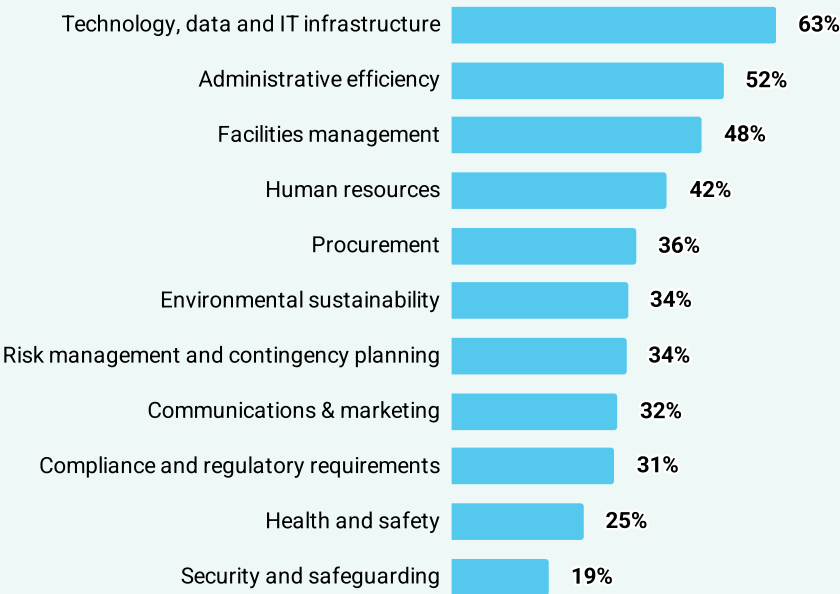 Technology, data and IT infrastructure 63%
Administrative efficiency 52%
Facilities management 48%
Human resources 42%
Procurement 36%
Environmental sustainability 34%
Risk management and contingency planning 34%
Communications & marketing 32%
Compliance and regulatory requirements 31%
Health and safety 25%
Security and safeguarding 19%